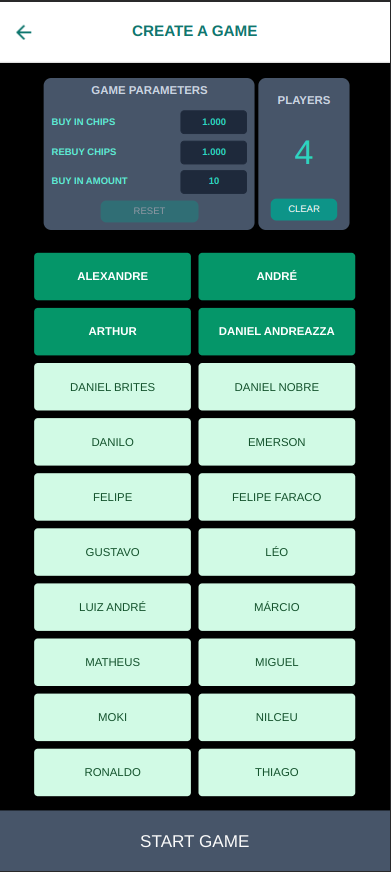 CREATE A GAME
GAME PARAMETERS
BUY IN CHIPS 1.000
REBUY CHIPS 1.000
BUY IN AMOUNT 10
RESET
PLAYERS
4
CLEAR
ALEXANDRE ANDRÉ
ARTHUR DANIEL ANDREAZZA
DANIEL BRITES DANIEL NOBRE
DANILO EMERSON
FELIPE FELIPE FARACO
GUSTAVO LÉO
LUIZ ANDRÉ MÁRCIO
MATHEUS MIGUEL
MOKI NILCEU
RONALDO THIAGO
START GAME